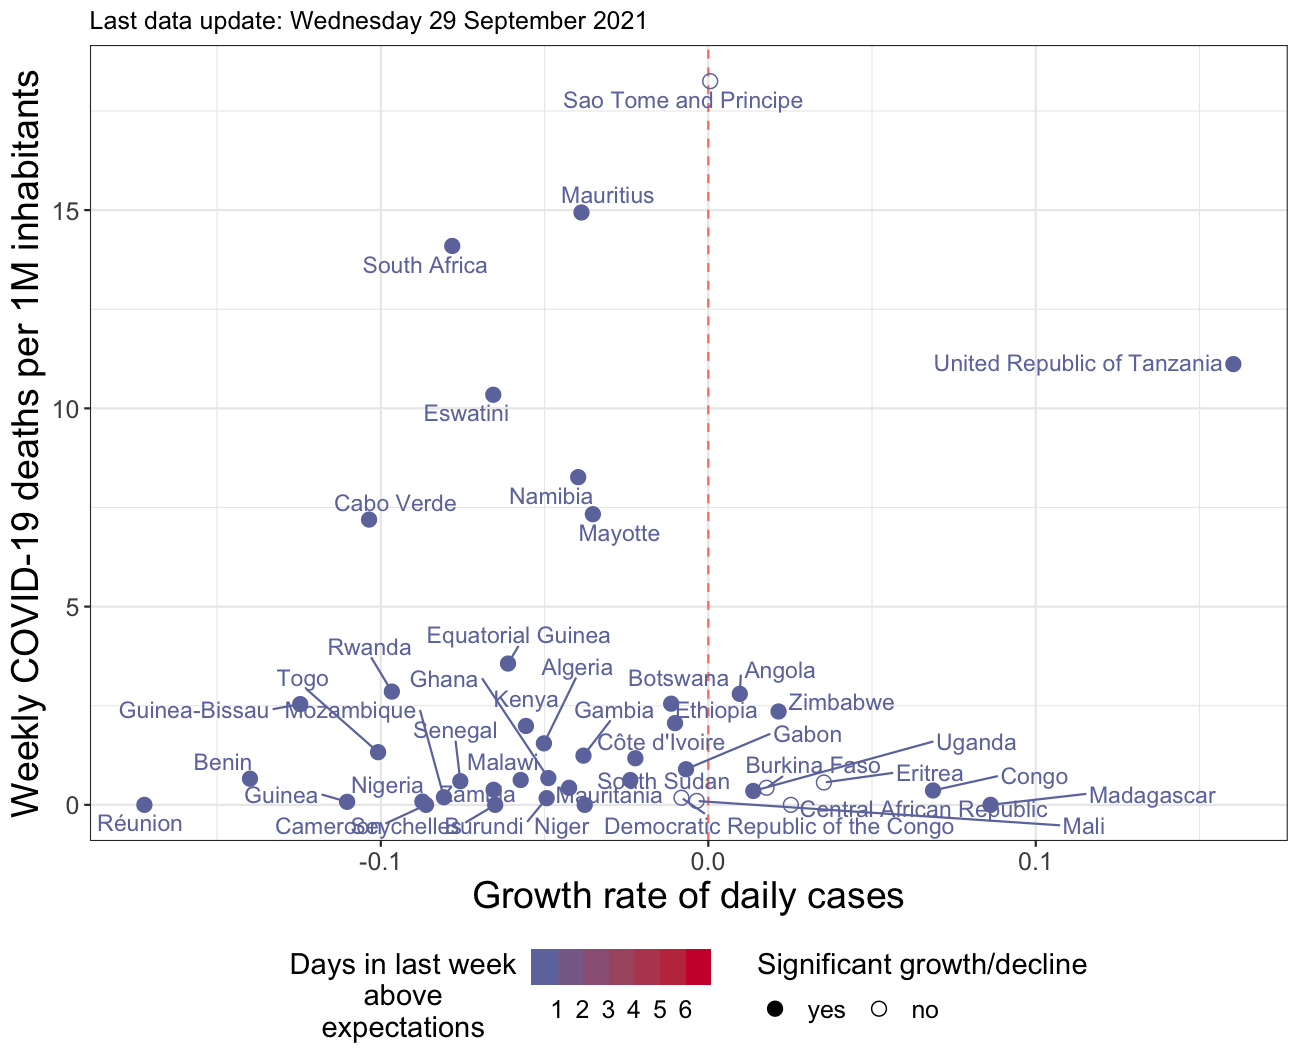 Last data update: Wednesday 29 September 2021
Weekly COVID-19 deaths per 1M inhabitants
Sao Tome and Principe
15
Mauritius
South Africa
United Republic of Tanzania
10
Eswatini
Namibia
Cabo Verde
Mayotte
5
Equatorial Guinea
Rwanda
Algeria
Togo
Ghana
Botswana
Angola
Kenya
Zimbabwe
Guinea-Bissau
Mozambique
Gambia
Ethiopia
Senegal
Côte d'Ivoire
Gabon
Uganda
Benin
Malawi
Burkina Faso
Eritrea
Congo
Nigeria
South Sudan
Guinea
Zambia
Mauritania
Madagascar
0
Central African Republic
Réunion
Cameroon
Seychelles
Burundi
Niger
Democratic Republic of the Congo
Mali
-0.1
0.0
0.1
Growth rate of daily cases
Days in last week
above
expectations
1 2 3 4 5 6
Significant growth/decline
yes
no